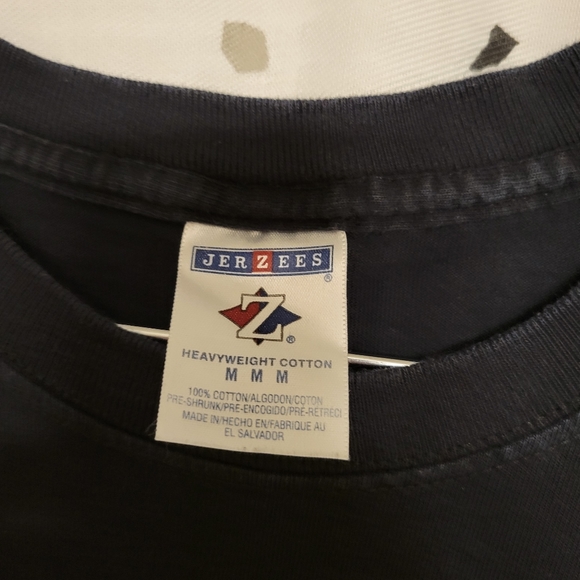 JERZEES®
Z®
HEAVYWEIGHT COTTON
M M M
100% COTTON/ALGODON/COTON
PRE-SHRUNK/PRE-ENCOGIDO/PRE-RETREC
MADE IN/HECHO EN/FABRIQUE AU
EL SALVADOR